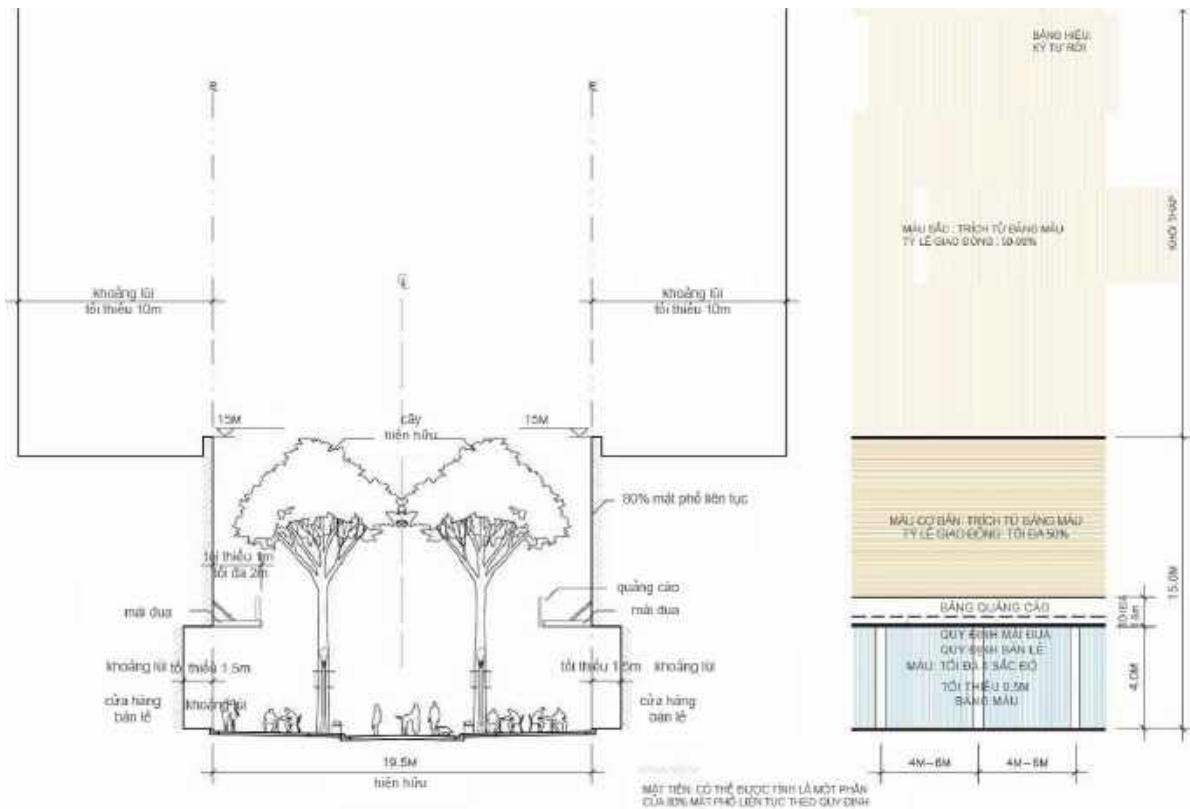 khoảng lùi
tối thiểu 10m
khoảng lùi
tối thiểu 10m
15M
15M
cây
hiện hữu
80% mặt phố liên tục
tối thiểu 1m
tối đa 2m
quảng cáo
mái đua
mái đua
khoảng lùi tối thiểu 1.5m
tối thiểu 1.5m khoảng lùi
cửa hàng
bán lẻ
khoảng lùi
cửa hàng
bán lẻ
19.5M
hiện hữu
BẢNG HIỆU:
KÝ TỰ RỜI
MÀU SẮC : TRÍCH TỪ BẢNG MÀU
TỶ LỆ GIAO ĐỘNG :
KHỐI THÁP
MÀU CƠ BẢN: TRÍCH TỪ BẢNG MÀU
TỶ LỆ GIAO ĐỘNG: TỐI ĐA 50%
15.0M
BẢNG QUẢNG CÁO
TỐI ĐA
QUY ĐỊNH MÁI ĐUA
QUY ĐỊNH BÁN LẺ
MÀU: TỐI ĐA SẮC ĐỘ
TỐI THIỂU 0.5M
BẢNG MÀU
4.0M
4M-6M
4M-6M
MẶT TIỀN: CÓ THỂ ĐƯỢC TÍNH LÀ MỘT PHẦN
CỦA 80% MẶT PHỐ LIÊN TỤC THEO QUY ĐỊNH